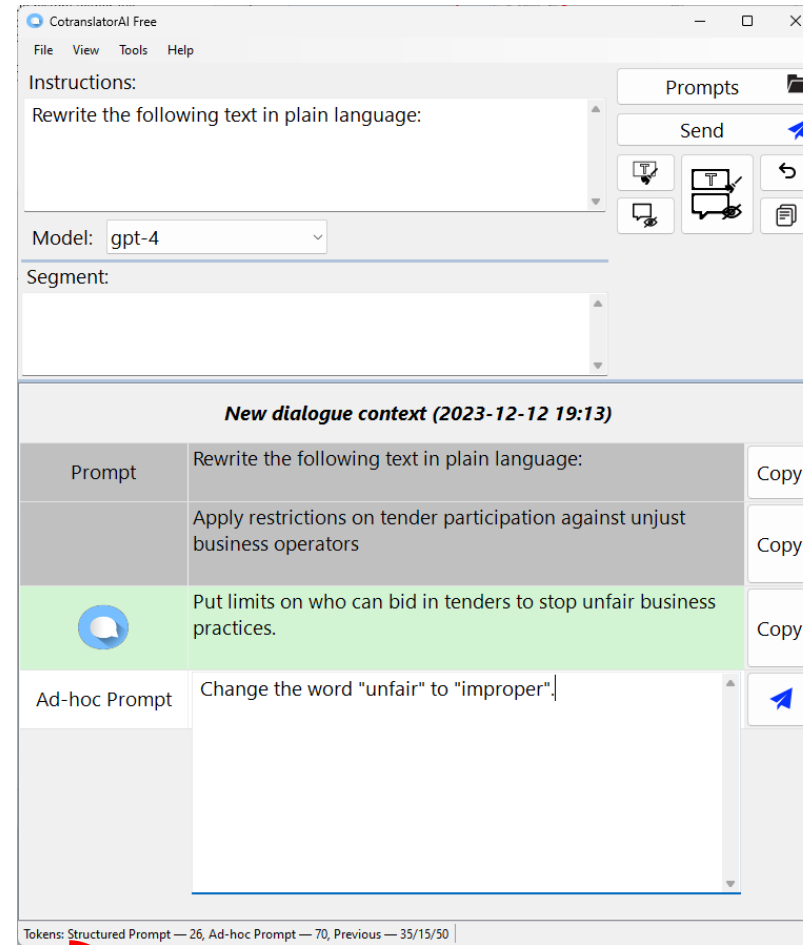 CotranslatorAI Free
File View Tools Help
Instructions:
Prompts
Rewrite the following text in plain language:
Send
Model: gpt-4
Segment:
New dialogue context (2023-12-12 19:13)
Prompt
Rewrite the following text in plain language:
Copy
Apply restrictions on tender participation against unjust
business operators
Copy
Put limits on who can bid in tenders to stop unfair business
practices.
Copy
Ad-hoc Prompt
Change the word "unfair" to "improper".
Tokens: Structured Prompt — 26, Ad-hoc Prompt — 70, Previous — 35/15/50